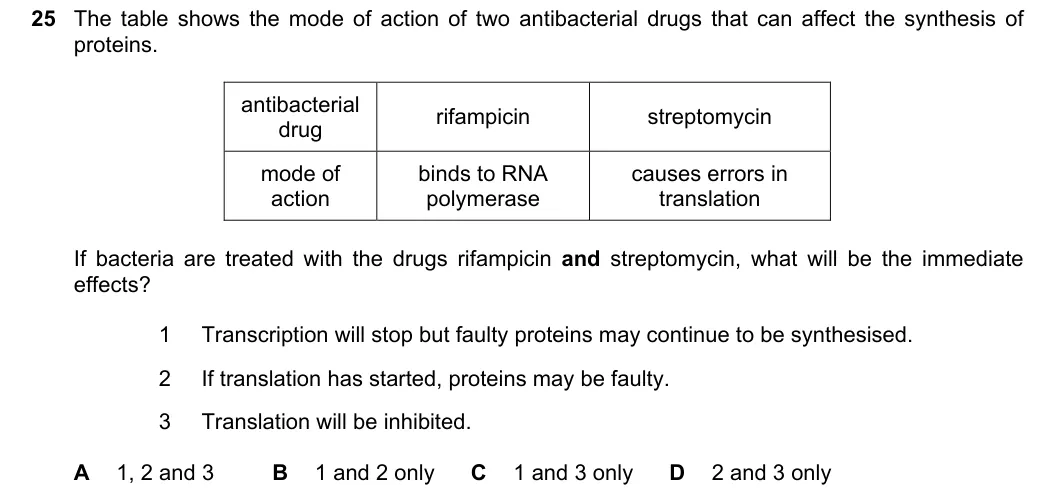 25 The table shows the mode of action of two antibacterial drugs that can affect the synthesis of
proteins.
antibacterial
drug
rifampicin
streptomycin
mode of
action
binds to RNA
polymerase
causes errors in
translation
If bacteria are treated with the drugs rifampicin and streptomycin, what will be the immediate
effects?
1 Transcription will stop but faulty proteins may continue to be synthesised.
2 If translation has started, proteins may be faulty.
3 Translation will be inhibited.
A 1, 2 and 3 B 1 and 2 only C 1 and 3 only D 2 and 3 only